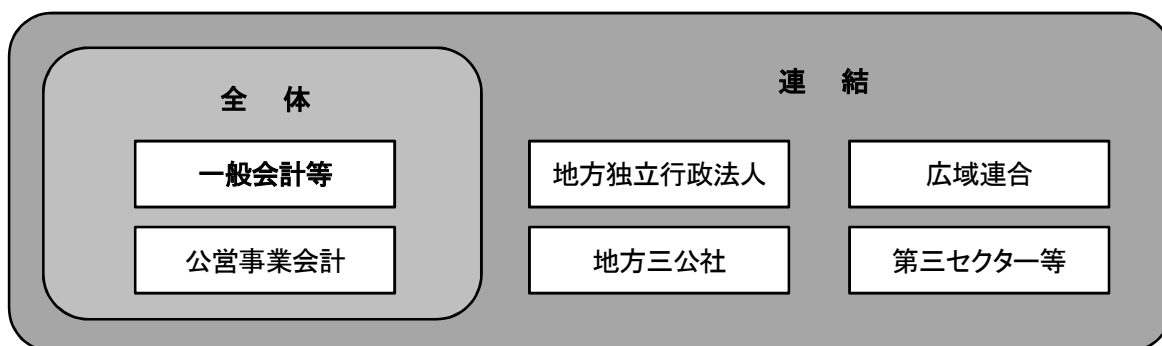 全 体
一般会計等
公営事業会計
連 結
地方独立行政法人
広域連合
地方三公社
第三セクター等